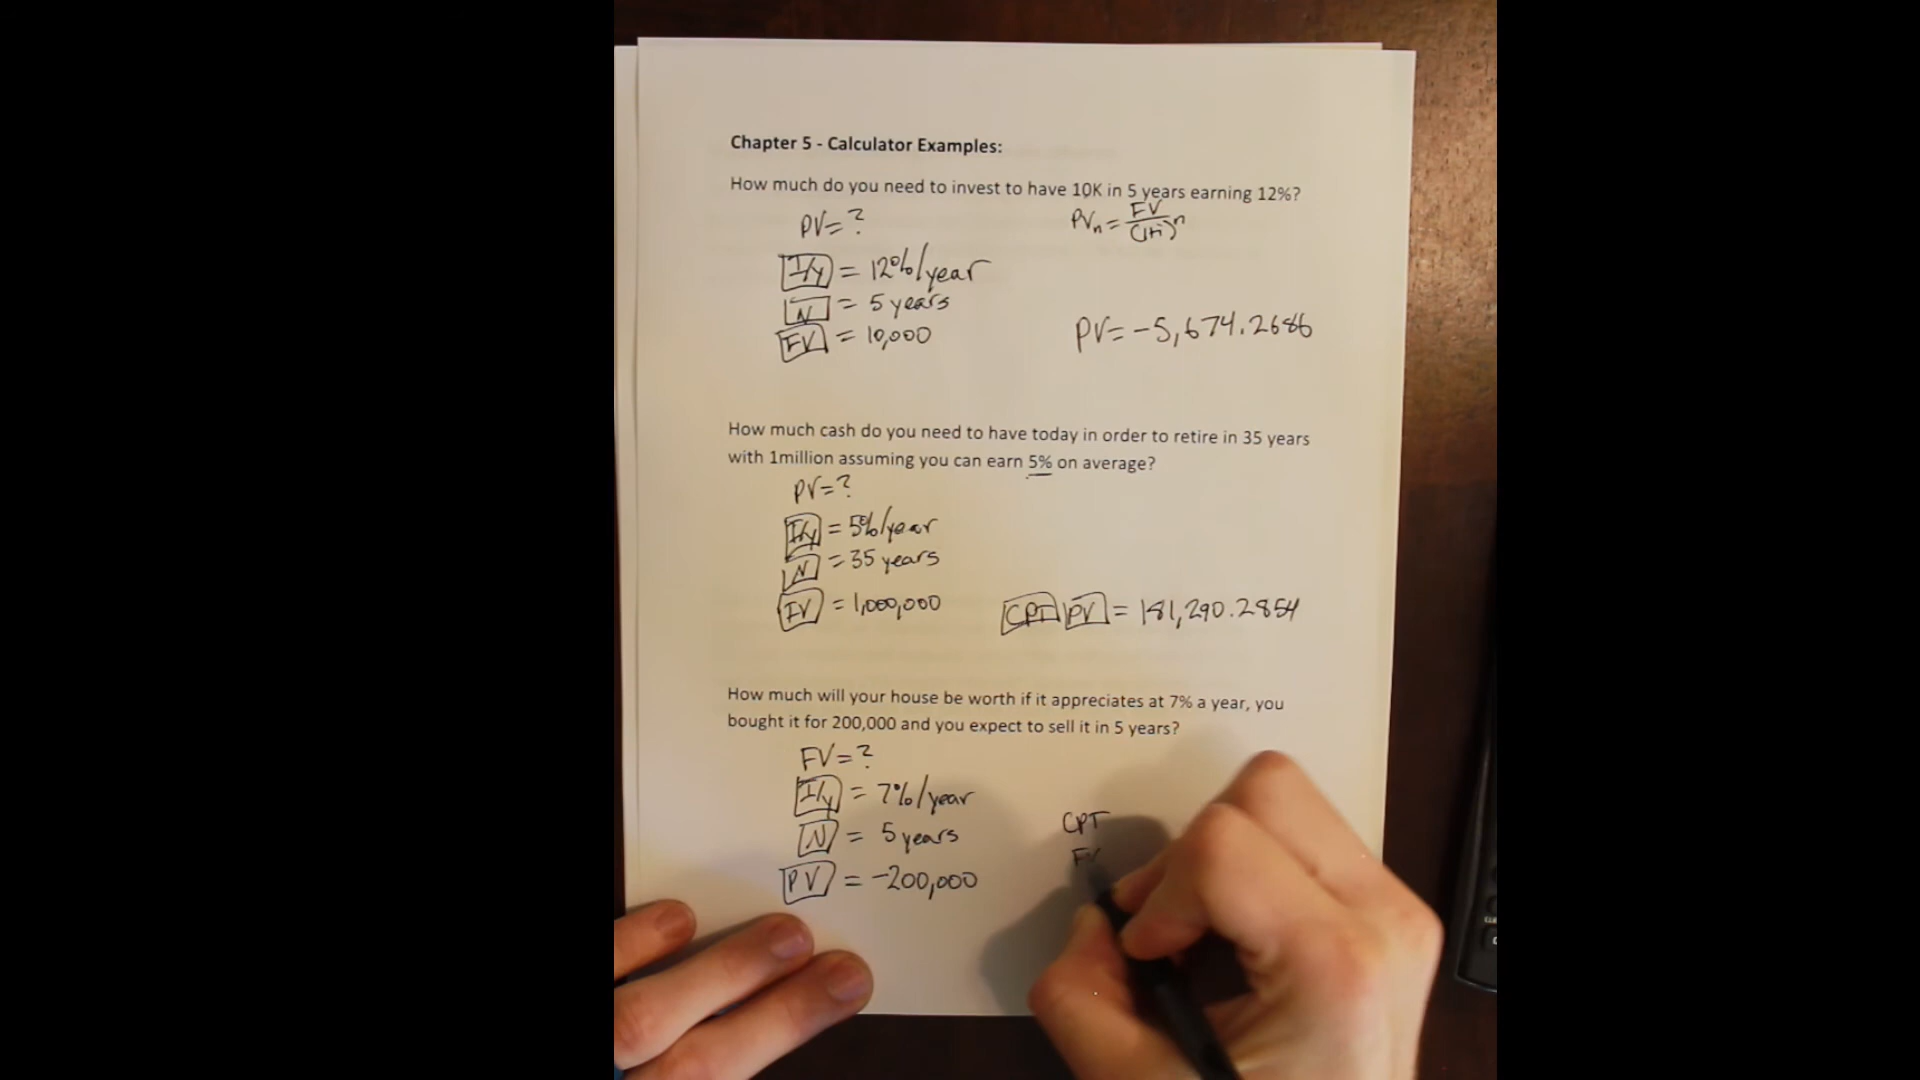 Chapter 5 - Calculator Examples:
How much do you need to invest to have 10K in 5 years earning 12%?
PV=?
PVn = FV/(1+i)^n
I/y = 12%/year
N = 5 years
FV = 10,000
PV= -5,674.2686
How much cash do you need to have today in order to retire in 35 years
with 1million assuming you can earn 5% on average?
PV=?
I/y = 5%/year
N = 35 years
FV = 1,000,000
CPT PV = 181,290.2854
How much will your house be worth if it appreciates at 7% a year, you
bought it for 200,000 and you expect to sell it in 5 years?
FV=?
I/y = 7%/year
N = 5 years
PV = -200,000
CPT
FV